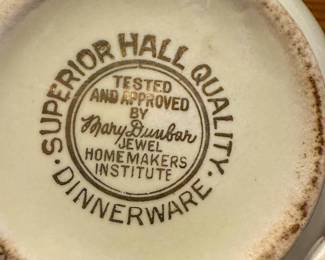 · SUPERIOR HALL QUALITY ·
DINNERWARE
TESTED
AND APPROVED
BY
Mary Dunbar
JEWEL
HOMEMAKERS
INSTITUTE